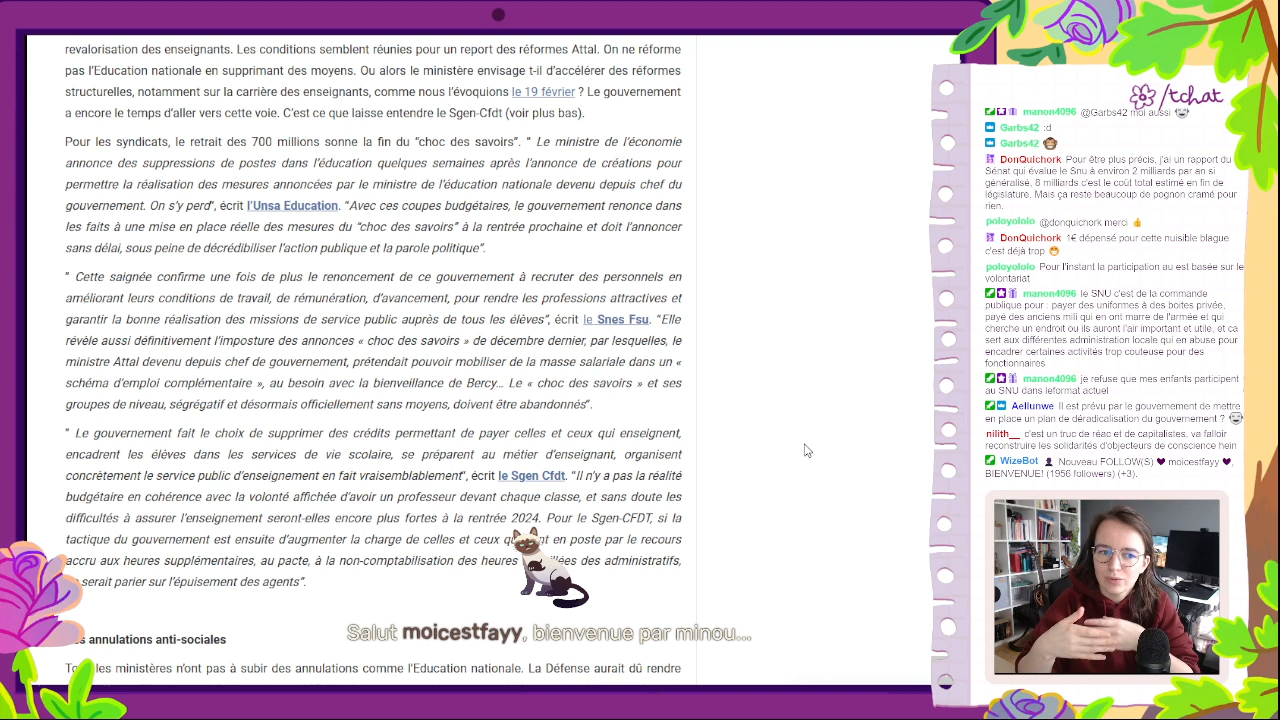 revalorisation des enseignants. Les conditions semblent réunies pour un report des réformes Attal. On ne réforme
pas l'Education nationale en supprimant des moyens. Ou alors le ministère envisage t-il d'accélérer des réformes
structurelles, notamment sur la carrière des enseignants, comme nous l'évoquions le 19 février ? Le gouvernement
a encore le temps d'aller vers cette voie. C'est ce que laisse entendre le Sgen-Cfdt (voir plus bas).
Pour les syndicats, le retrait des 700 millions sonne la fin du "choc des savoirs". " Le ministre de l'économie
annonce des suppressions de postes dans l'éducation quelques semaines après l'annonce de créations pour
permettre la réalisation des mesures annoncées par le ministre de l'éducation nationale devenu depuis chef du
gouvernement. On s'y perd", écrit l'Unsa Education. "Avec ces coupes budgétaires, le gouvernement renonce dans
les faits à une mise en place réelle des mesures du "choc des savoirs" à la rentrée prochaine et doit l'annoncer
sans délai, sous peine de décrédibiliser l'action publique et la parole politique".
" Cette saignée confirme une fois de plus le renoncement de ce gouvernement à recruter des personnels en
améliorant leurs conditions de travail, de rémunération, d'avancement, pour rendre les professions attractives et
garantir la bonne réalisation des missions de service public auprès de tous les élèves", écrit le Snes Fsu. "Elle
révèle aussi définitivement l'imposture des annonces « choc des savoirs » de décembre dernier, par lesquelles, le
ministre Attal devenu depuis chef de gouvernement, prétendait pouvoir mobiliser de la masse salariale dans un «
schéma d'emploi complémentaire », au besoin avec la bienveillance de Bercy... Le « choc des savoirs » et ses
groupes de niveau, ségrégatif et désormais officiellement sans moyens, doivent être abandonnés".
" Le gouvernement fait le choix de supprimer des crédits permettant de payer celles et ceux qui enseignent,
encadrent les élèves dans les services de vie scolaire, se préparent au métier d'enseignant, organisent
concrètement le service public d'enseignement en fait vraisemblablement", écrit le Sgen Cfdt. "Il n'y a pas la réalité
budgétaire en cohérence avec la volonté affichée d'avoir un professeur devant chaque classe, et sans doute les
difficultés à assurer l'enseignement seront-elles encore plus fortes à la rentrée 2024. Pour le Sgen-CFDT, si la
tactique du gouvernement est ensuite d'augmenter la charge de celles et ceux en poste par le recours
accru aux heures supplémentaires, au pacte, à la non-comptabilisation des heures des administratifs,
serait parier sur l'épuisement des agents".
annulations anti-sociales
les ministères n'ont pas à subir des annulations comme l'Education nationale. La Défense aurait dû rendre
Salut moicestfayy, bienvenue par minou...
/tchat
manon4096 @Garbs42 moi aussi
Garbs42 :d
Garbs42
DonQuichork Pour être plus précis, j'ai un rapport du
Sénat qui évalue le Snu à environ 2 milliards par an si
généralisé, 8 milliards c'est le coût total estimé en fin de
législature. Mais ça reste beaucoup de pognon cramé pour
rien.
poloyololo @donquichork merci
DonQuichork 1€ dépensé pour cette nuisible blague
c'est déjà trop
poloyololo Pour l'instant la participation au est basée sur le
volontariat
manon4096 le SNU c'est de la commande
publique pour : payer des uniformes à des boites privée,
payé des anciens mili qui en ont marre de l'armée et qui
cherche un endroit ou ils auront l'air important et utile, et ca
sert aux différents administration locale qui en abuse pour
encadrer certaines activités trop couteuse pour des
fonctionnaires
manon4096 je refuse que mes enfants participent
au SNU dans leformat actuel
Aellunwe Il est prévu par le gouvernement de mettre
en place un plan de déradicalisation du gouvernement ?
nilith__ c'est un truc de réac et de capitalistes, va falloir
reconstruire les solidarités d'objecteurs de conscience hein
WizeBot Nouveau FOLLOW(S) ♥ moicestfayy ♥,
BIENVENUE! (1956 followers) (+3).